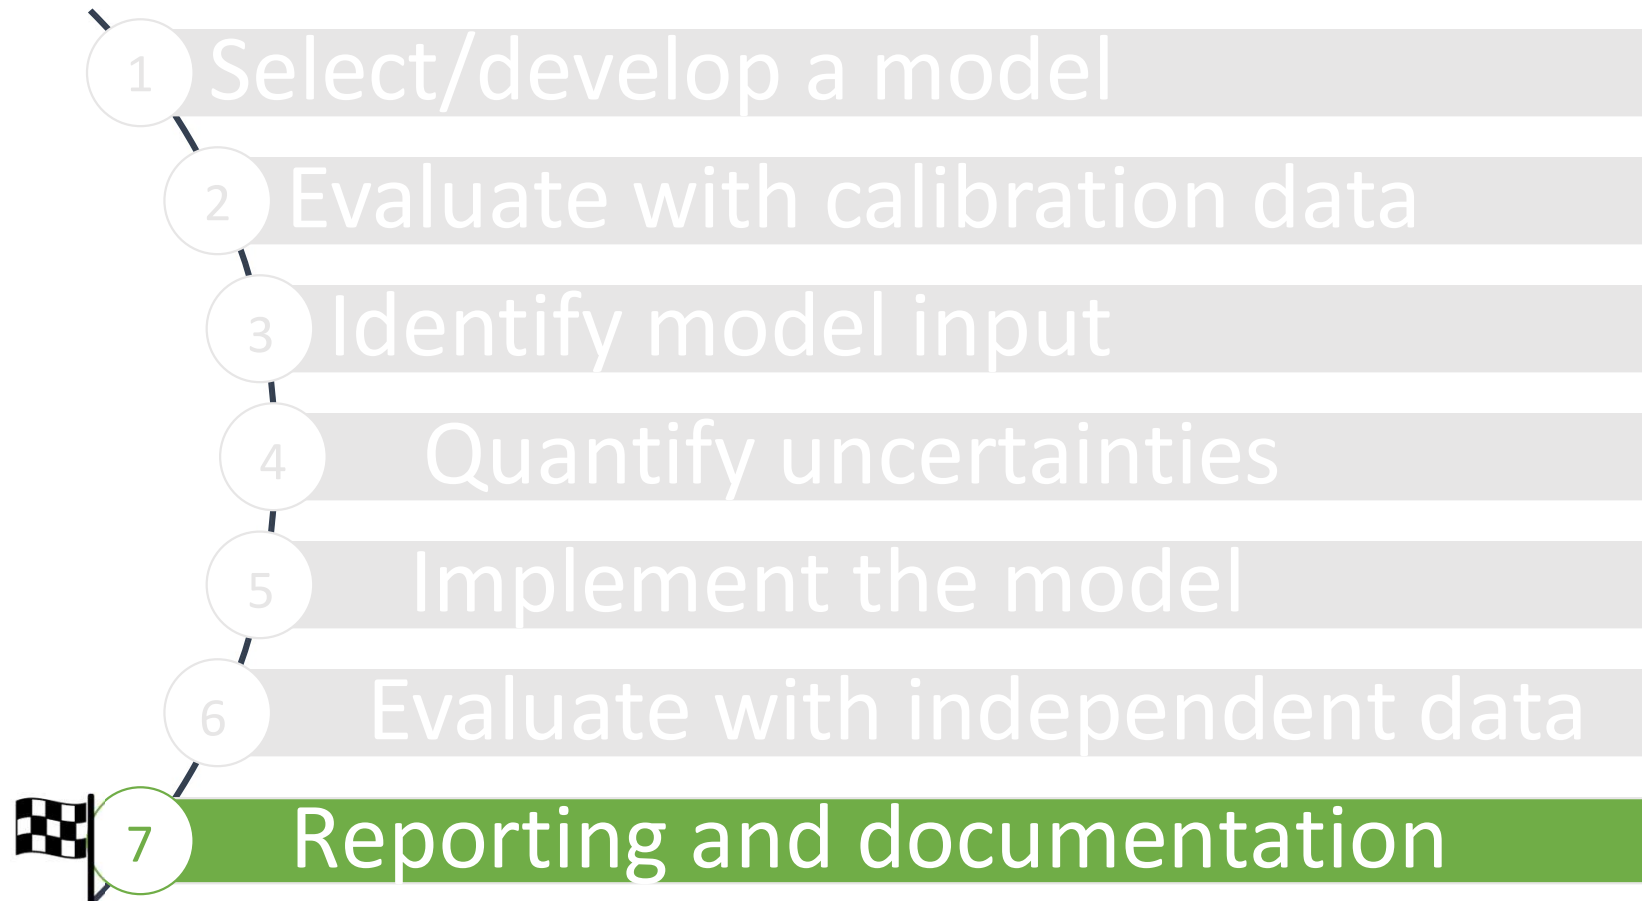 1 Select/develop a model
2 Evaluate with calibration data
3 Identify model input
4 Quantify uncertainties
5 Implement the model
6 Evaluate with independent data
7 Reporting and documentation